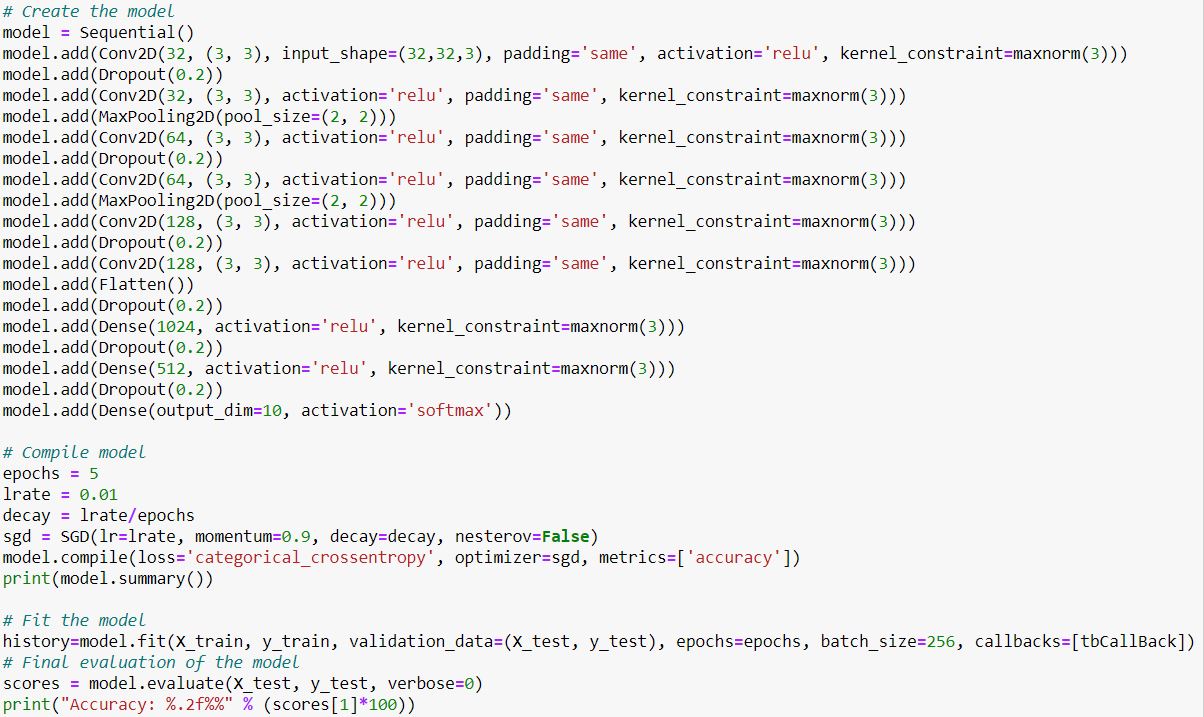 # Create the model
model = Sequential()
model.add(Conv2D(32, (3, 3), input_shape=(32,32,3), padding='same', activation='relu', kernel_constraint=maxnorm(3)))
model.add(Dropout(0.2))
model.add(Conv2D(32, (3, 3), activation='relu', padding='same', kernel_constraint=maxnorm(3)))
model.add(MaxPooling2D(pool_size=(2, 2)))
model.add(Conv2D(64, (3, 3), activation='relu', padding='same', kernel_constraint=maxnorm(3)))
model.add(Dropout(0.2))
model.add(Conv2D(64, (3, 3), activation='relu', padding='same', kernel_constraint=maxnorm(3)))
model.add(MaxPooling2D(pool_size=(2, 2)))
model.add(Conv2D(128, (3, 3), activation='relu', padding='same', kernel_constraint=maxnorm(3)))
model.add(Dropout(0.2))
model.add(Conv2D(128, (3, 3), activation='relu', padding='same', kernel_constraint=maxnorm(3)))
model.add(Flatten())
model.add(Dropout(0.2))
model.add(Dense(1024, activation='relu', kernel_constraint=maxnorm(3)))
model.add(Dropout(0.2))
model.add(Dense(512, activation='relu', kernel_constraint=maxnorm(3)))
model.add(Dropout(0.2))
model.add(Dense(output_dim=10, activation='softmax'))

# Compile model
epochs = 5
lrate = 0.01
decay = lrate/epochs
sgd = SGD(lr=lrate, momentum=0.9, decay=decay, nesterov=False)
model.compile(loss='categorical_crossentropy', optimizer=sgd, metrics=['accuracy'])
print(model.summary())

# Fit the model
history=model.fit(X_train, y_train, validation_data=(X_test, y_test), epochs=epochs, batch_size=256, callbacks=[tbCallBack])
# Final evaluation of the model
scores = model.evaluate(X_test, y_test, verbose=0)
print("Accuracy: %.2f%%" % (scores[1]*100))